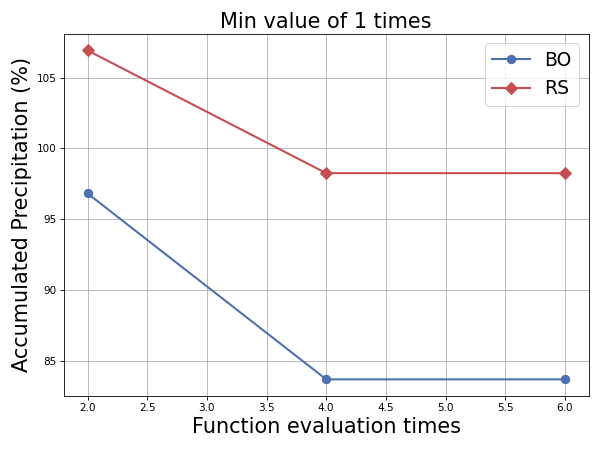 Min value of 1 times
BO
RS
Accumulated Precipitation (%)
105
100
95
90
85
2.0 2.5 3.0 3.5 4.0 4.5 5.0 5.5 6.0
Function evaluation times